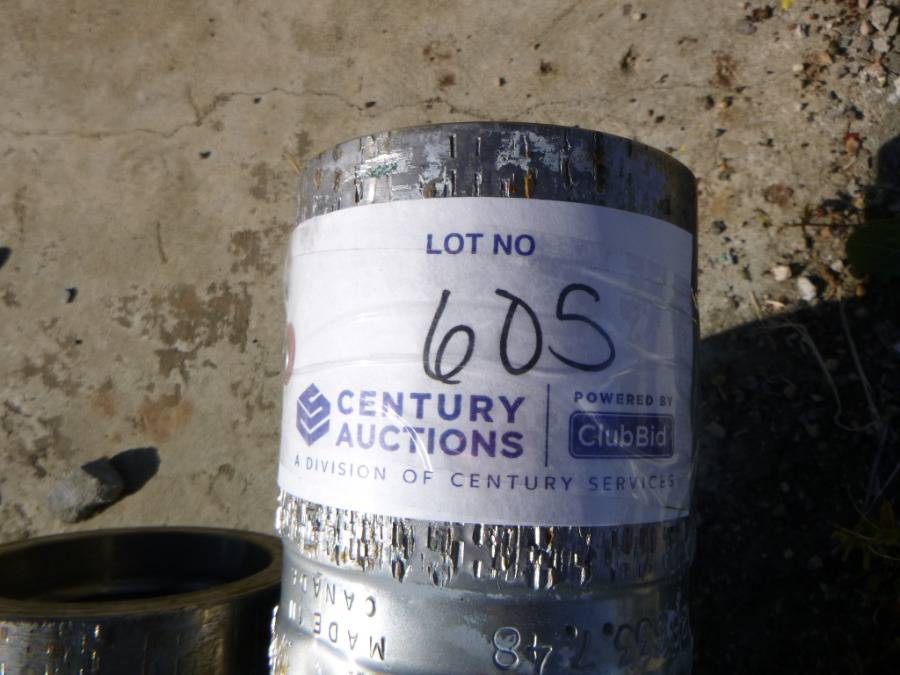 LOT NO
605
CENTURY
AUCTIONS
POWERED BY
ClubBid
A DIVISION OF CENTURY SERVICES
MADE IN
CANADA
7.48